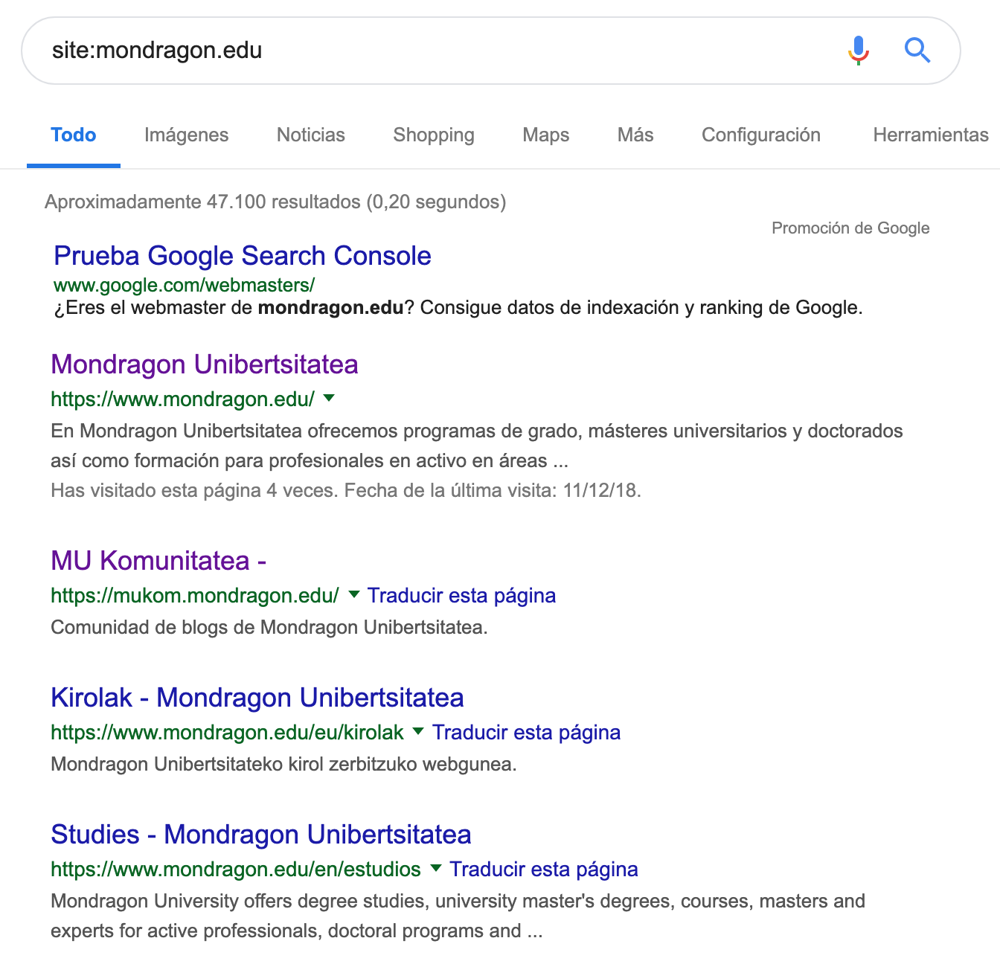 site:mondragon.edu
Todo Imágenes Noticias Shopping Maps Más Configuración Herramientas
Aproximadamente 47.100 resultados (0,20 segundos)
Promoción de Google
Prueba Google Search Console
www.google.com/webmasters/
¿Eres el webmaster de mondragon.edu? Consigue datos de indexación y ranking de Google.
Mondragon Unibertsitatea
https://www.mondragon.edu/
En Mondragon Unibertsitatea ofrecemos programas de grado, másteres universitarios y doctorados
así como formación para profesionales en activo en áreas ...
Has visitado esta página 4 veces. Fecha de la última visita: 11/12/18.
MU Komunitatea -
https://mukom.mondragon.edu/ Traducir esta página
Comunidad de blogs de Mondragon Unibertsitatea.
Kirolak - Mondragon Unibertsitatea
https://www.mondragon.edu/eu/kirolak Traducir esta página
Mondragon Unibertsitateko kirol zerbitzuko webgunea.
Studies - Mondragon Unibertsitatea
https://www.mondragon.edu/en/estudios Traducir esta página
Mondragon University offers degree studies, university master's degrees, courses, masters and
experts for active professionals, doctoral programs and ...